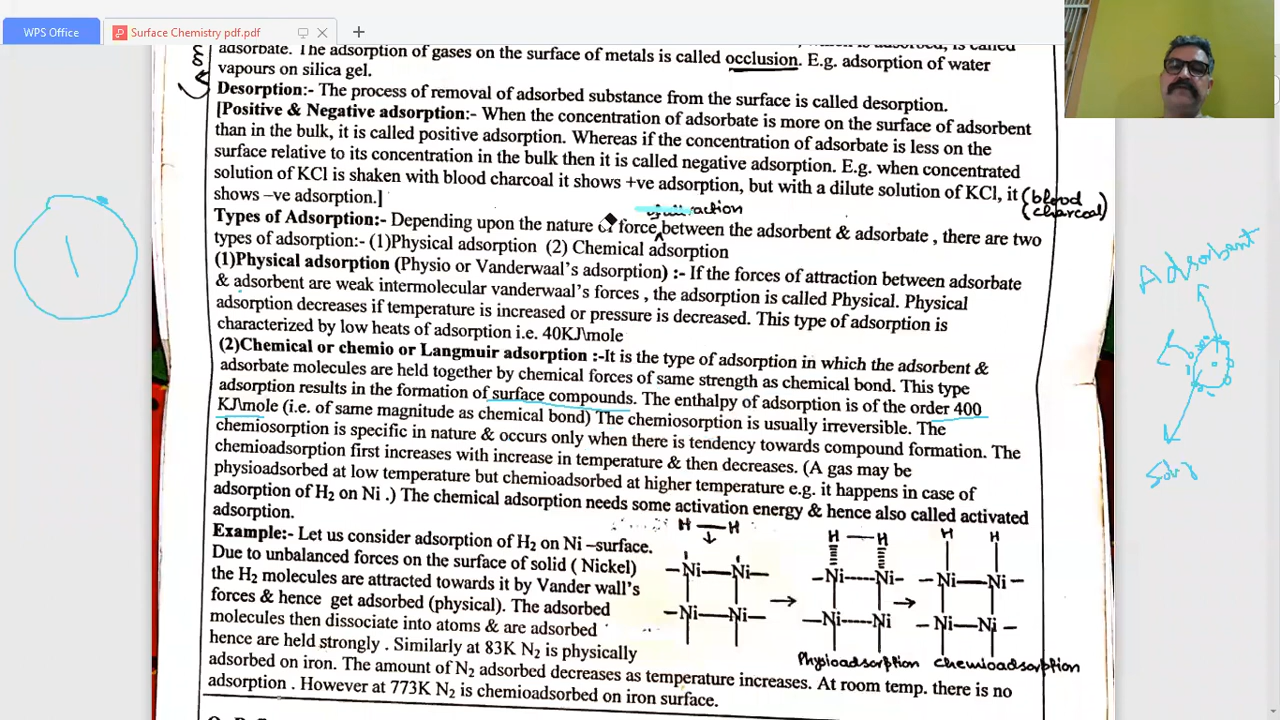 WPS Office
Surface Chemistry pdf.pdf
adsorbate. The adsorption of gases on the surface of metals is called occlusion. E.g. adsorption of water
vapours on silica gel.
Desorption:- The process of removal of adsorbed substance from the surface is called desorption.
[Positive & Negative adsorption:- When the concentration of adsorbate is more on the surface of adsorbent
than in the bulk, it is called positive adsorption. Whereas if the concentration of adsorbate is less on the
surface relative to its concentration in the bulk then it is called negative adsorption. E.g. when concentrated
solution of KCl is shaken with blood charcoal it shows +ve adsorption, but with a dilute solution of KCl, it
shows –ve adsorption.]
(blood
charcoal)
Types of Adsorption:- Depending upon the nature of force between the adsorbent & adsorbate , there are two
types of adsorption:- (1)Physical adsorption (2) Chemical adsorption
(1)Physical adsorption (Physio or Vanderwaal's adsorption) :- If the forces of attraction between adsorbate
& adsorbent are weak intermolecular vanderwaal's forces , the adsorption is called Physical. Physical
adsorption decreases if temperature is increased or pressure is decreased. This type of adsorption is
characterized by low heats of adsorption i.e. 40KJ\mole
(2)Chemical or chemio or Langmuir adsorption :-It is the type of adsorption in which the adsorbent &
adsorbate molecules are held together by chemical forces of same strength as chemical bond. This type
adsorption results in the formation of surface compounds. The enthalpy of adsorption is of the order 400
KJ\mole (i.e. of same magnitude as chemical bond) The chemiosorption is usually irreversible. The
chemiosorption is specific in nature & occurs only when there is tendency towards compound formation. The
chemioadsorption first increases with increase in temperature & then decreases. (A gas may be
physioadsorbed at low temperature but chemioadsorbed at higher temperature e.g. it happens in case of
adsorption of H2 on Ni .) The chemical adsorption needs some activation energy & hence also called activated
adsorption.
Example:- Let us consider adsorption of H2 on Ni –surface.
Due to unbalanced forces on the surface of solid ( Nickel)
the H2 molecules are attracted towards it by Vander wall's
forces & hence get adsorbed (physical). The adsorbed
molecules then dissociate into atoms & are adsorbed
hence are held strongly . Similarly at 83K N2 is physically
adsorbed on iron. The amount of N2 adsorbed decreases as temperature increases. At room temp. there is no
adsorption . However at 773K N2 is chemioadsorbed on iron surface.
H — H
H — H
H H
Ni Ni
Ni Ni
Ni Ni
Ni Ni
Ni Ni
Ni Ni
Physioadsorption
chemioadsorption
Adsorbent